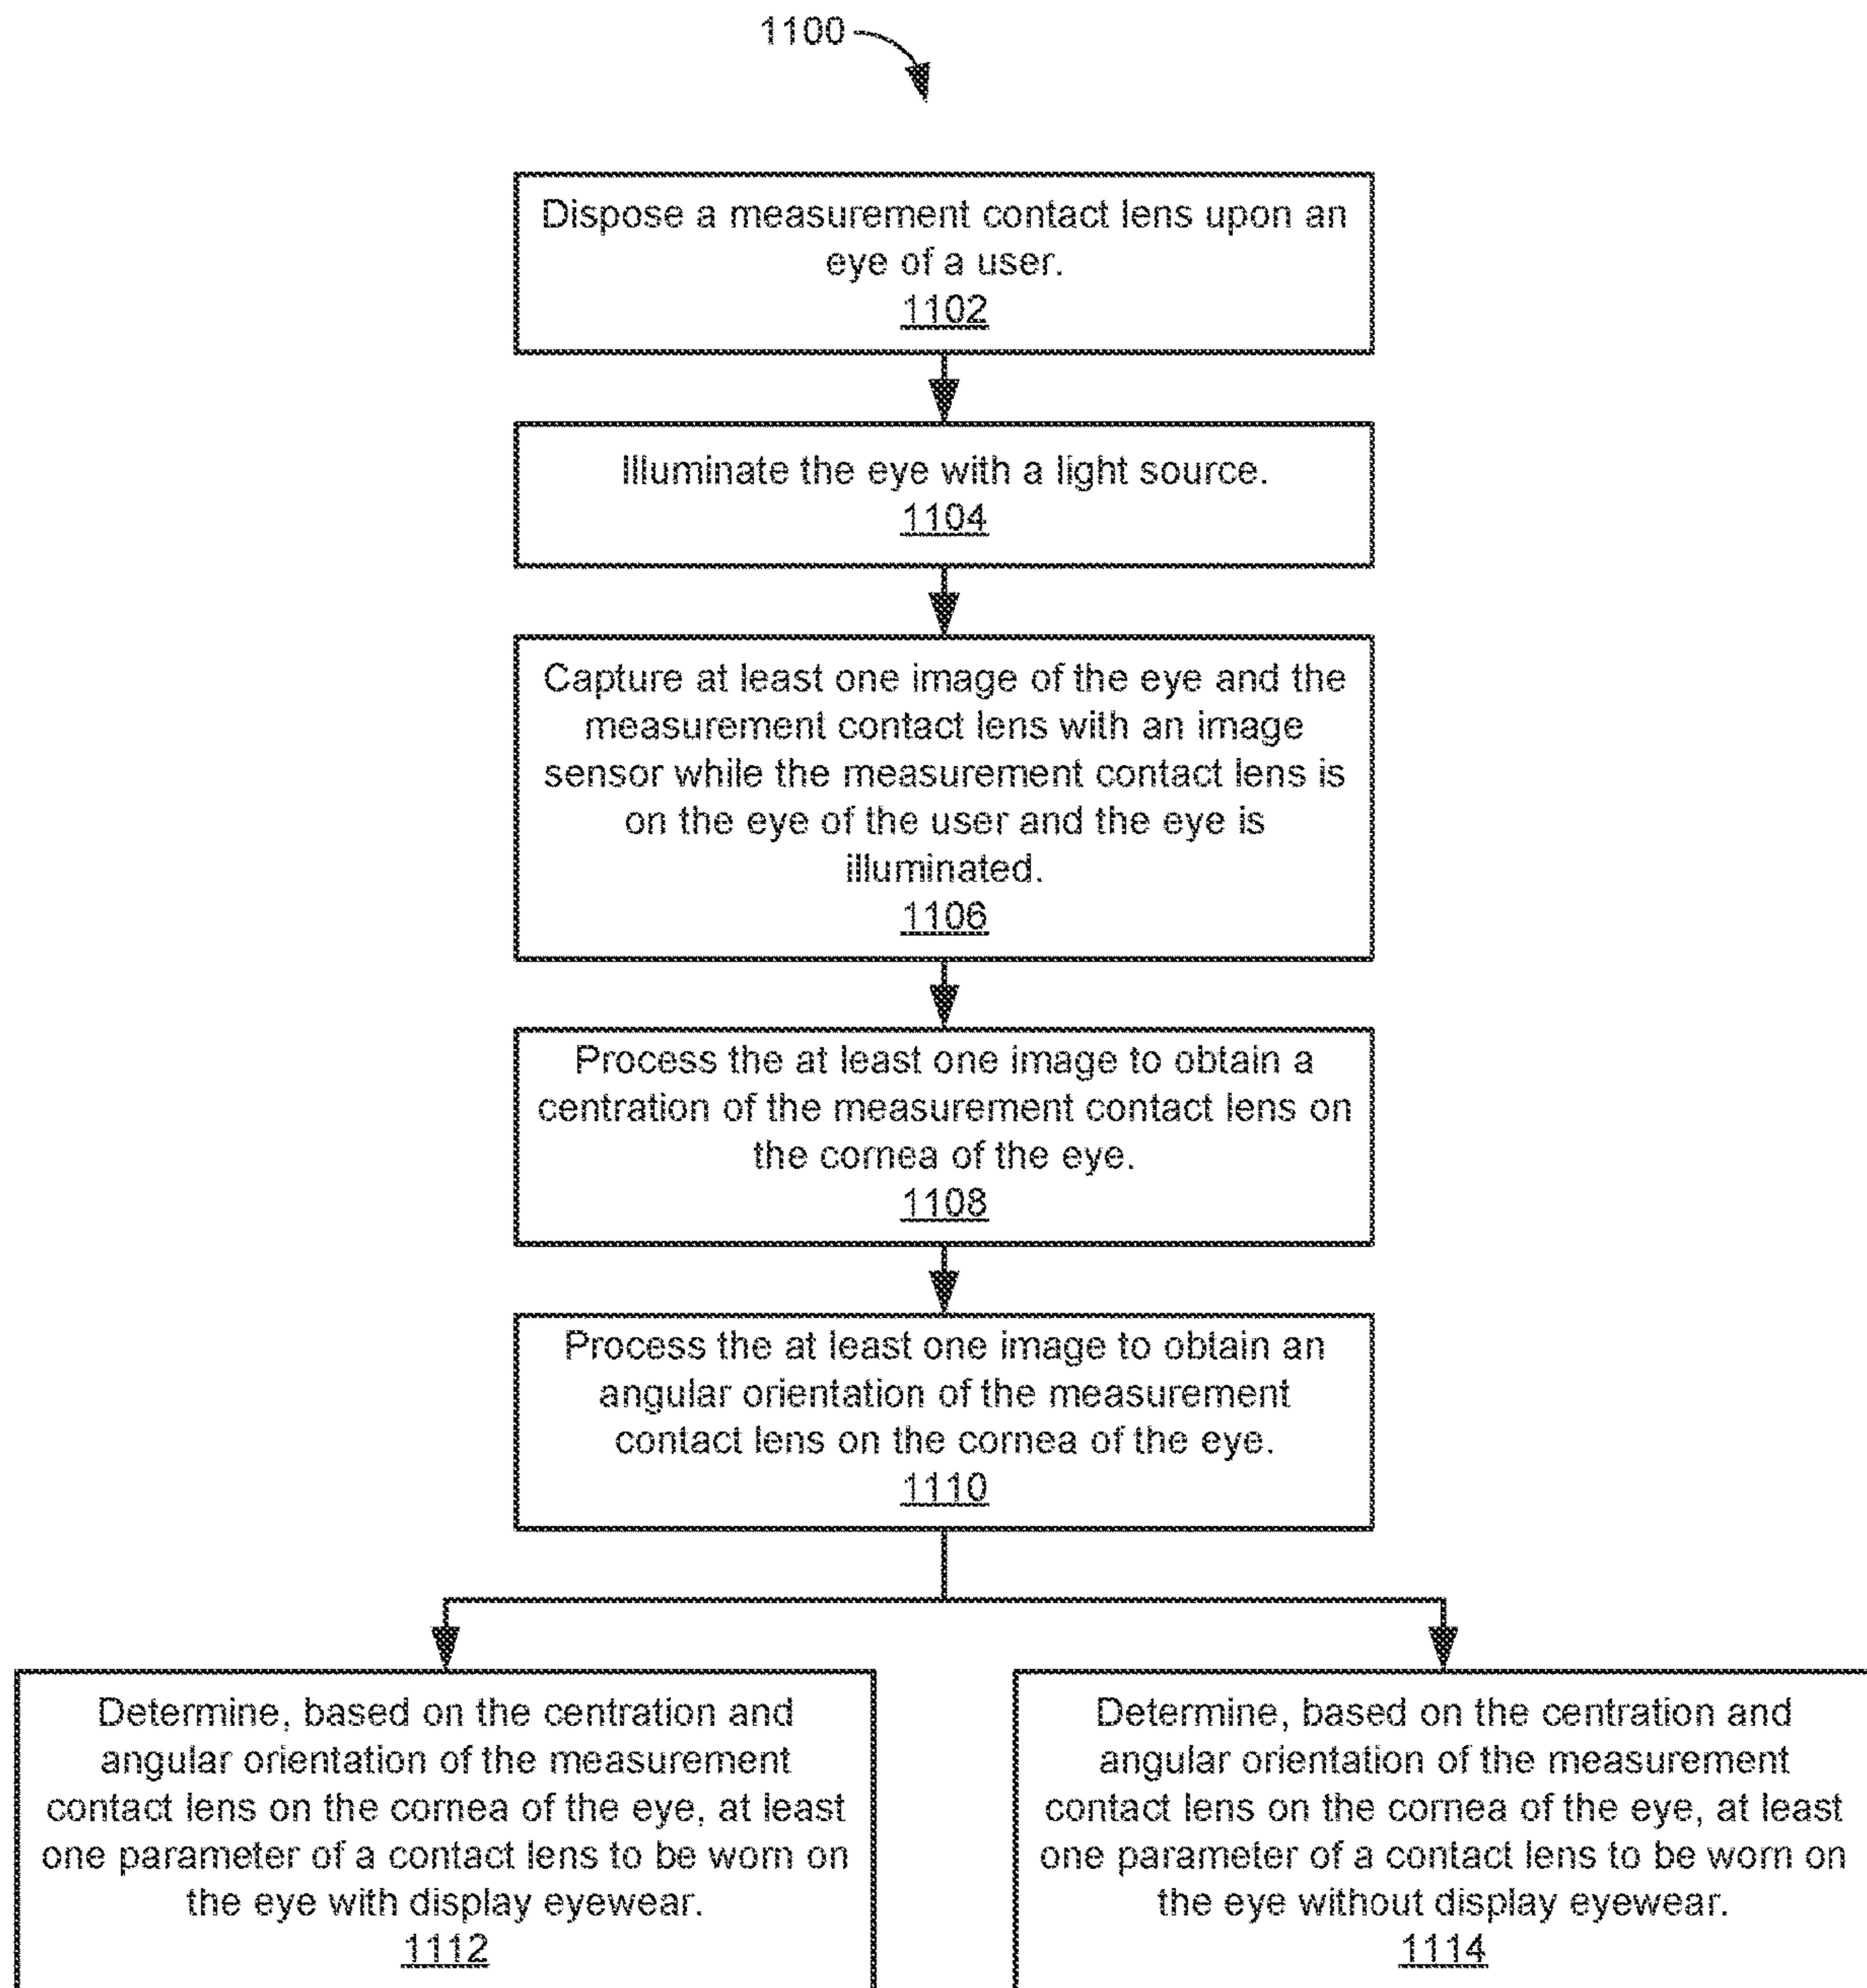 1100
Dispose a measurement contact lens upon an
eye of a user.
1102
Illuminate the eye with a light source.
1104
Capture at least one image of the eye and the
measurement contact lens with an image
sensor while the measurement contact lens is
on the eye of the user and the eye is
illuminated.
1106
Process the at least one image to obtain a
centration of the measurement contact lens on
the cornea of the eye.
1108
Process the at least one image to obtain an
angular orientation of the measurement
contact lens on the cornea of the eye.
1110
Determine, based on the centration and
angular orientation of the measurement
contact lens on the cornea of the eye, at least
one parameter of a contact lens to be worn on
the eye with display eyewear.
1112
Determine, based on the centration and
angular orientation of the measurement
contact lens on the cornea of the eye, at least
one parameter of a contact lens to be worn on
the eye without display eyewear.
1114